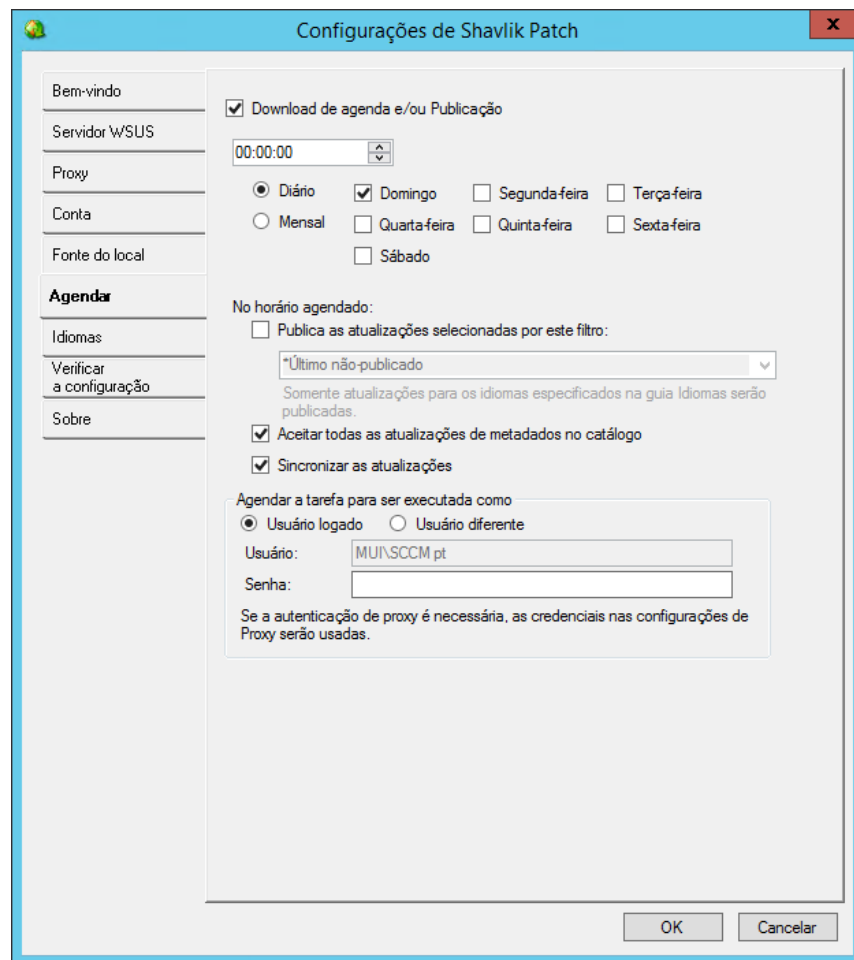 Configurações de Shavlik Patch
x
Bem-vindo
Servidor WSUS
Proxy
Conta
Fonte do local
Agendar
Idiomas
Verificar
a configuração
Sobre
Download de agenda e/ou Publicação
00:00:00
Diário Domingo Segunda-feira Terça-feira
Mensal Quarta-feira Quinta-feira Sexta-feira
Sábado
No horário agendado:
Publica as atualizações selecionadas por este filtro:
*Último não-publicado
Somente atualizações para os idiomas especificados na guia Idiomas serão
publicadas.
Aceitar todas as atualizações de metadados no catálogo
Sincronizar as atualizações
Agendar a tarefa para ser executada como
Usuário logado Usuário diferente
Usuário: MUI\SCCM pt
Senha:
Se a autenticação de proxy é necessária, as credenciais nas configurações de
Proxy serão usadas.
OK Cancelar